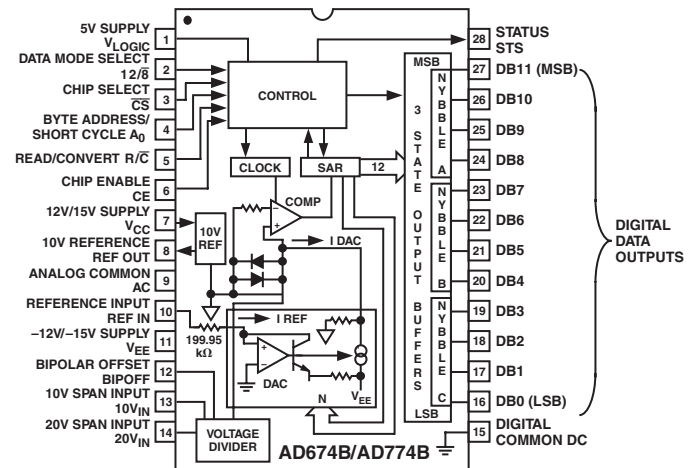 5V SUPPLY
VLOGIC
1
DATA MODE SELECT
12/8̅
2
CHIP SELECT
C̅S̅
3
BYTE ADDRESS/
SHORT CYCLE A0
4
READ/CONVERT R/C̅
5
CHIP ENABLE
CE
6
12V/15V SUPPLY
VCC
7
10V REFERENCE
REF OUT
8
ANALOG COMMON
AC
9
REFERENCE INPUT
REF IN
10
–12V/–15V SUPPLY
VEE
11
BIPOLAR OFFSET
BIPOFF
12
10V SPAN INPUT
10VIN
13
20V SPAN INPUT
20VIN
14
CONTROL
CLOCK
SAR
12
COMP
–
+
10V
REF
I DAC
I REF
199.95
kΩ
DAC
VEE
N
VOLTAGE
DIVIDER
AD674B/AD774B
MSB
3 STATE OUTPUT BUFFERS
LSB
NYBBLE A
NYBBLE B
NYBBLE C
28
STATUS
STS
27
DB11 (MSB)
26
DB10
25
DB9
24
DB8
23
DB7
22
DB6
21
DB5
20
DB4
19
DB3
18
DB2
17
DB1
16
DB0 (LSB)
15
DIGITAL
COMMON DC
DIGITAL
DATA
OUTPUTS